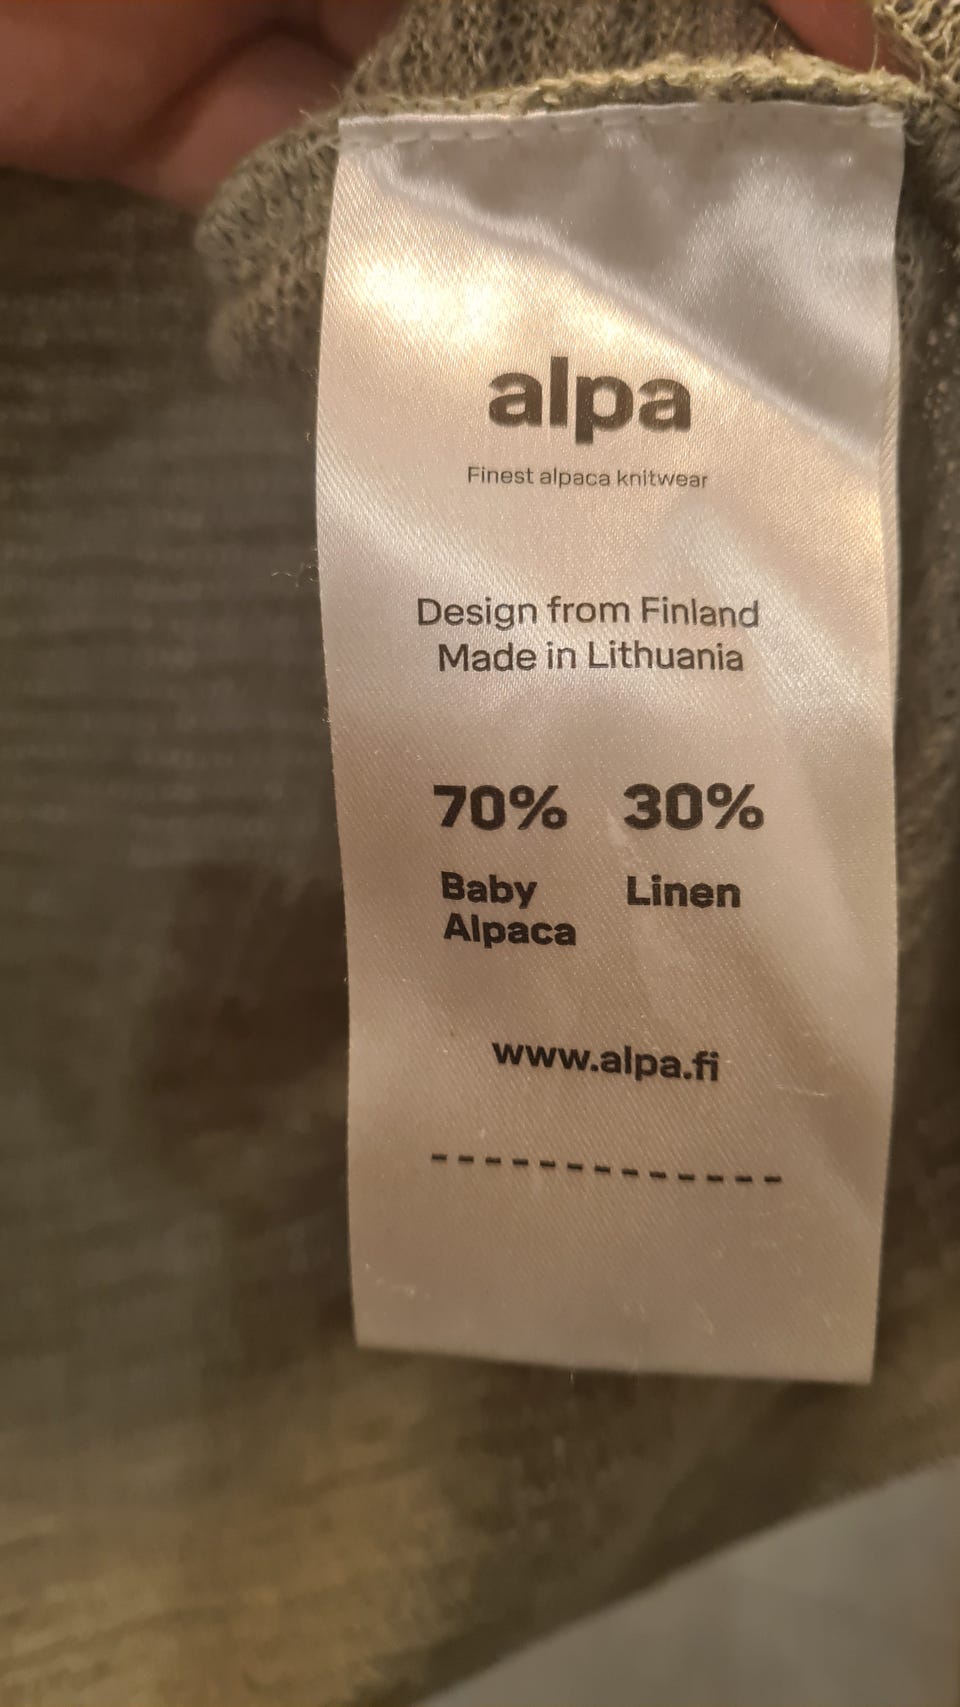 alpa
Finest alpaca knitwear
Design from Finland
Made in Lithuania
70% 30%
Baby Linen
Alpaca
www.alpa.fi
-------------